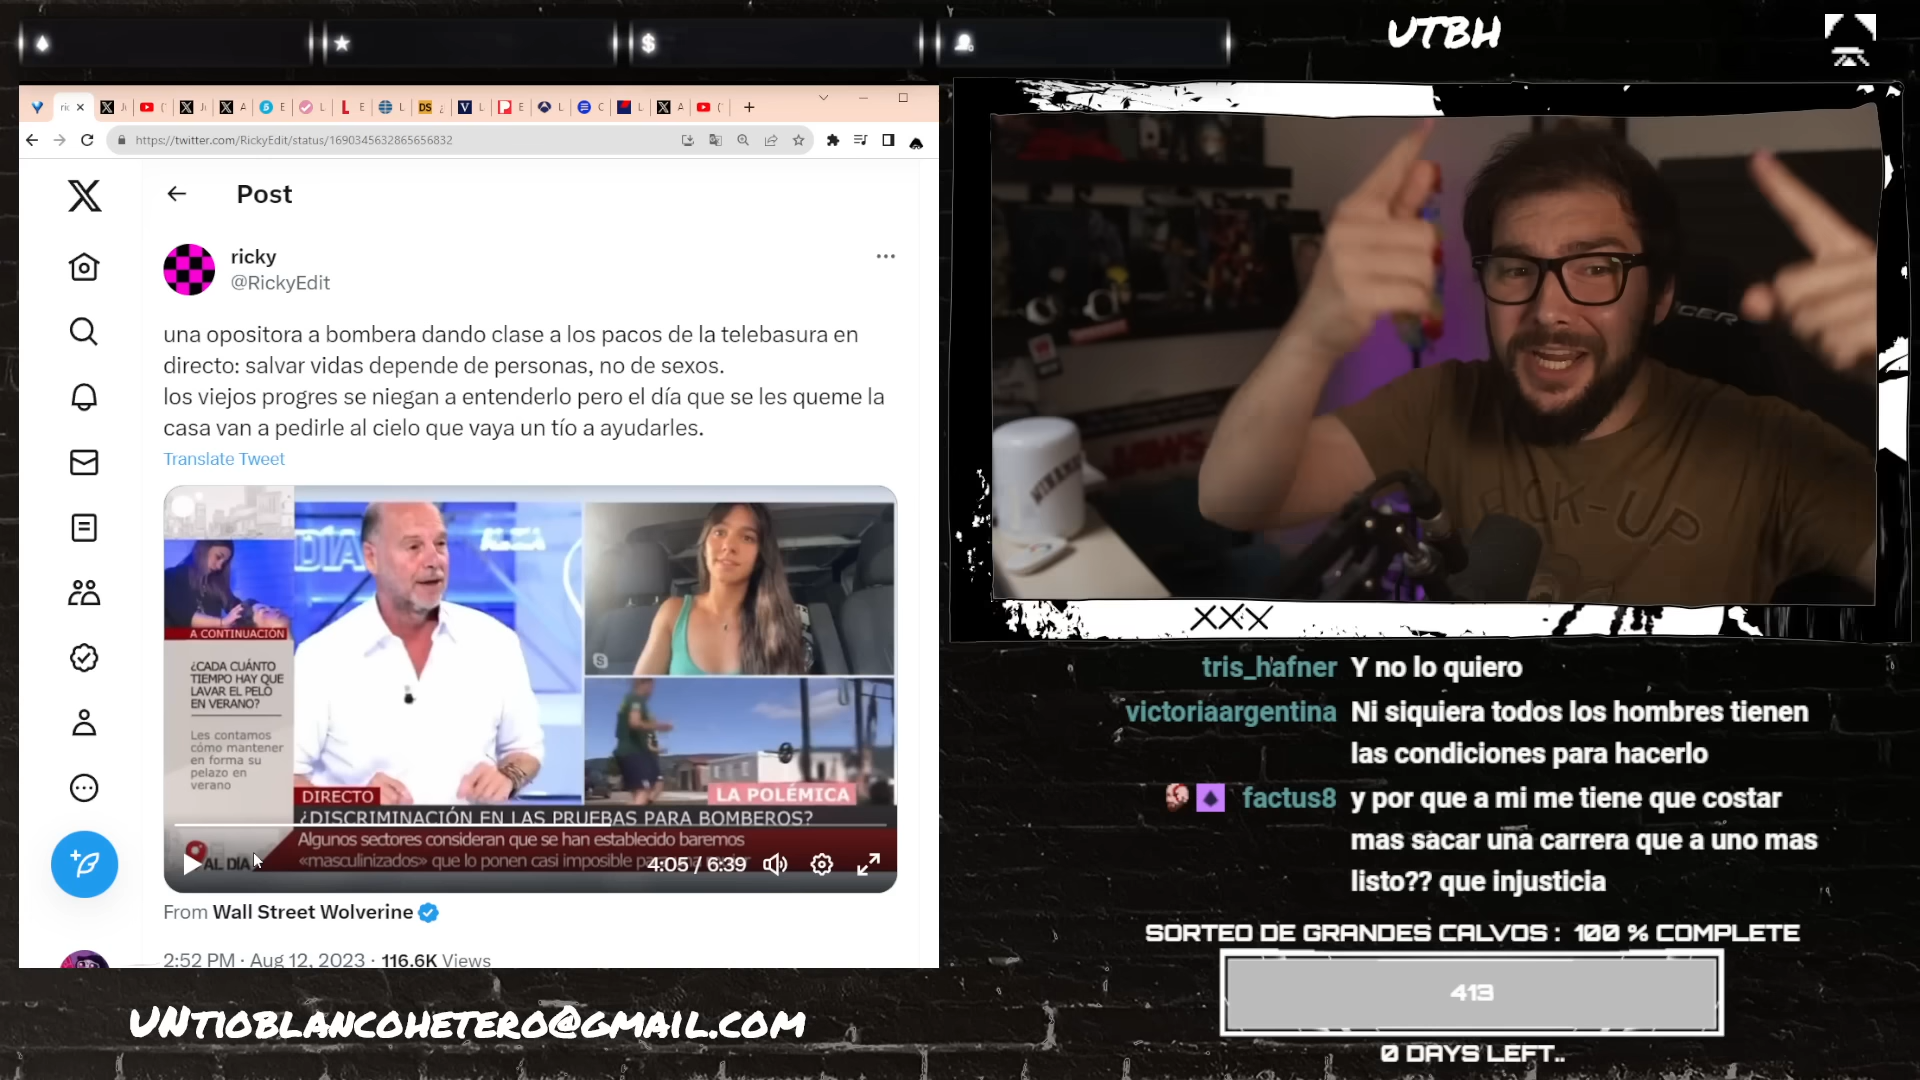 UTBH
https://twitter.com/RickyEdit/status/1690345632865656832
Post
ricky
@RickyEdit
una opositora a bombera dando clase a los pacos de la telebasura en
directo: salvar vidas depende de personas, no de sexos.
los viejos progres se niegan a entenderlo pero el día que se les queme la
casa van a pedirle al cielo que vaya un tío a ayudarles.
Translate Tweet
A CONTINUACIÓN
¿CADA CUÁNTO
TIEMPO HAY QUE
LAVAR EL PELO
EN VERANO?
Les contamos
cómo mantener
en forma su
pelazo en
verano
AL DÍA
DIRECTO
LA POLÉMICA
¿DISCRIMINACIÓN EN LAS PRUEBAS PARA BOMBEROS?
Algunos sectores consideran que se han establecido baremos
«masculinizados» que lo ponen casi imposible
4:05 / 6:39
From Wall Street Wolverine
2:52 PM · Aug 12, 2023 · 116.6K Views
PICK-UP
XXX
tris_hafner Y no lo quiero
victoriaargentina Ni siquiera todos los hombres tienen
las condiciones para hacerlo
factus8 y por que a mi me tiene que costar
mas sacar una carrera que a uno mas
listo?? que injusticia
SORTEO DE GRANDES CALVOS : 100 % COMPLETE
413
0 DAYS LEFT..
UNTIOBLANCOHETERO@GMAIL.COM